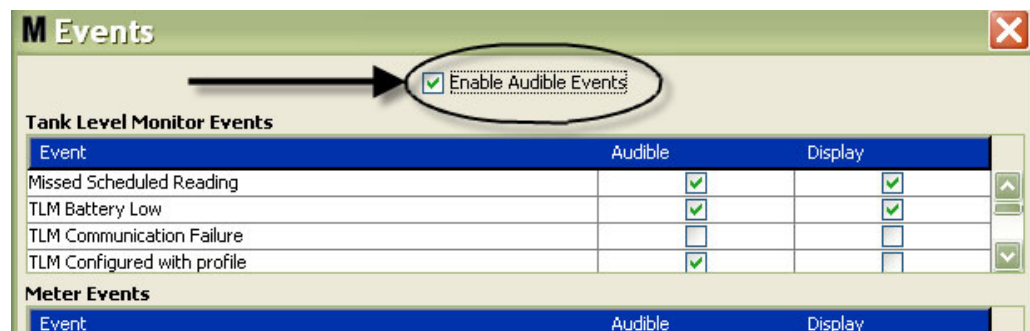 M Events
Enable Audible Events
Tank Level Monitor Events
Event Audible Display
Missed Scheduled Reading
TLM Battery Low
TLM Communication Failure
TLM Configured with profile
Meter Events
Event Audible Display